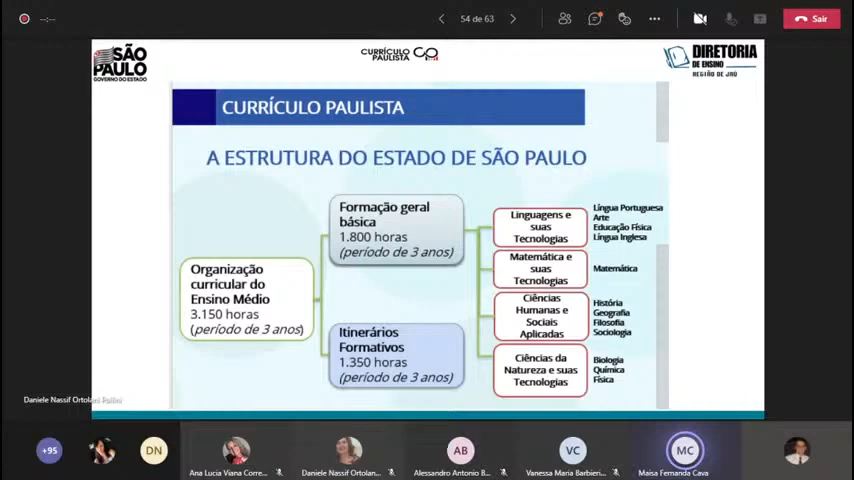 --:--
54 de 63
Sair
SÃO
PAULO
GOVERNO DO ESTADO
CURRÍCULO
PAULISTA
DIRETORIA
DE ENSINO
REGIÃO DE JAÚ
CURRÍCULO PAULISTA
A ESTRUTURA DO ESTADO DE SÃO PAULO
Organização
curricular do
Ensino Médio
3.150 horas
(período de 3 anos)
Formação geral
básica
1.800 horas
(período de 3 anos)
Itinerários
Formativos
1.350 horas
(período de 3 anos)
Linguagens e
suas
Tecnologias
Língua Portuguesa
Arte
Educação Física
Língua Inglesa
Matemática e
suas
Tecnologias
Matemática
Ciências
Humanas e
Sociais
Aplicadas
História
Geografia
Filosofia
Sociologia
Ciências da
Natureza e suas
Tecnologias
Biologia
Química
Física
Daniele Nassif Ortolani Pollini
+95
DN
Ana Lucia Viana Corre...
Daniele Nassif Ortolan...
AB
Alessandro Antonio B...
VC
Vanessa Maria Barbieri...
MC
Maisa Fernanda Cava